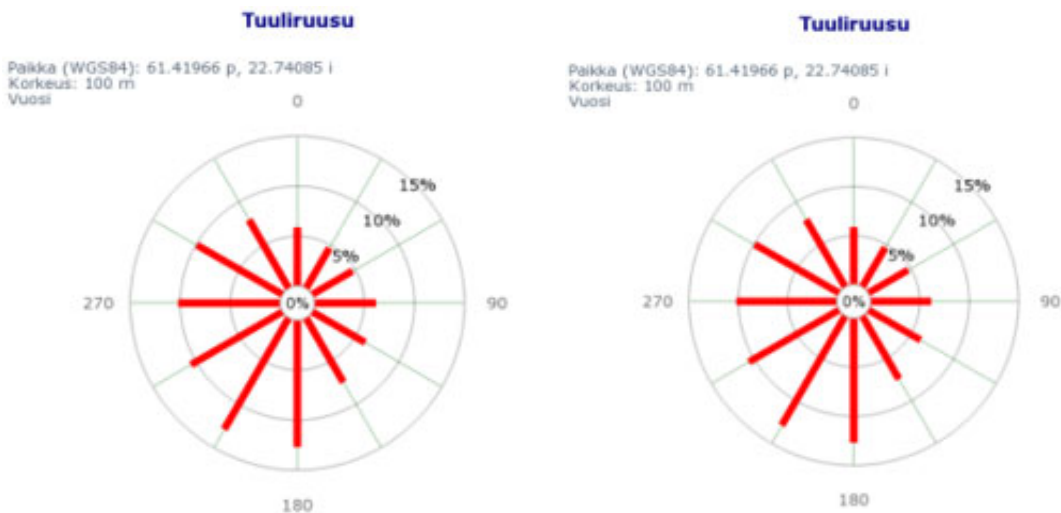 Tuuliruusu
Paikka (WGS84): 61.41966 p, 22.74085 i
Korkeus: 100 m
Vuosi
0
15%
10%
5%
270
0%
90
180
Tuuliruusu
Paikka (WGS84): 61.41966 p, 22.74085 i
Korkeus: 100 m
Vuosi
0
15%
10%
5%
270
0%
90
180